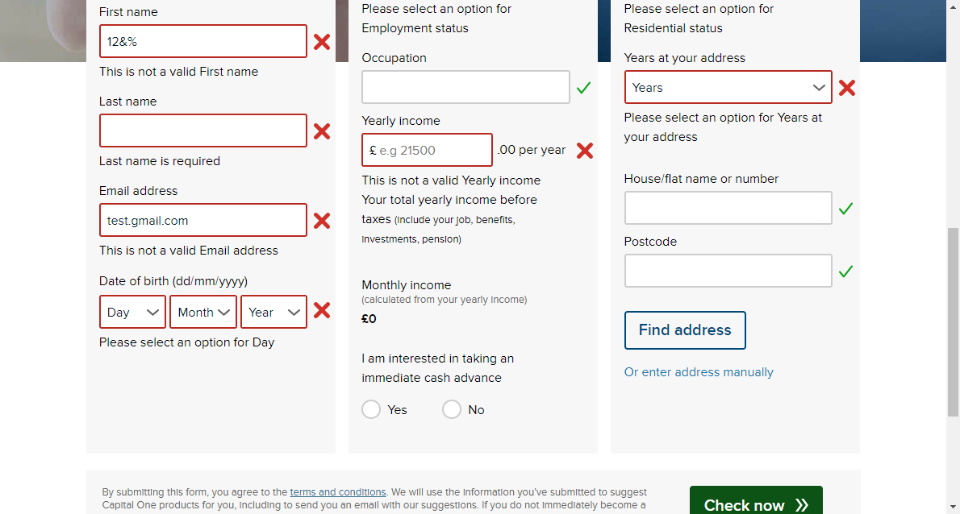 First name
12&%
This is not a valid First name
Last name
Last name is required
Email address
test.gmail.com
This is not a valid Email address
Date of birth (dd/mm/yyyy)
Day
Month
Year
Please select an option for Day
Please select an option for
Employment status
Occupation
Yearly income
£ e.g 21500 .00 per year
This is not a valid Yearly income
Your total yearly income before
taxes (include your job, benefits,
investments, pension)
Monthly income
(calculated from your yearly income)
£0
I am interested in taking an
immediate cash advance
Yes
No
Please select an option for
Residential status
Years at your address
Years
Please select an option for Years at
your address
House/flat name or number
Postcode
Find address
Or enter address manually
By submitting this form, you agree to the terms and conditions. We will use the information you've submitted to suggest
Capital One products for you, including to send you an email with our suggestions. If you do not immediately become a
Check now »